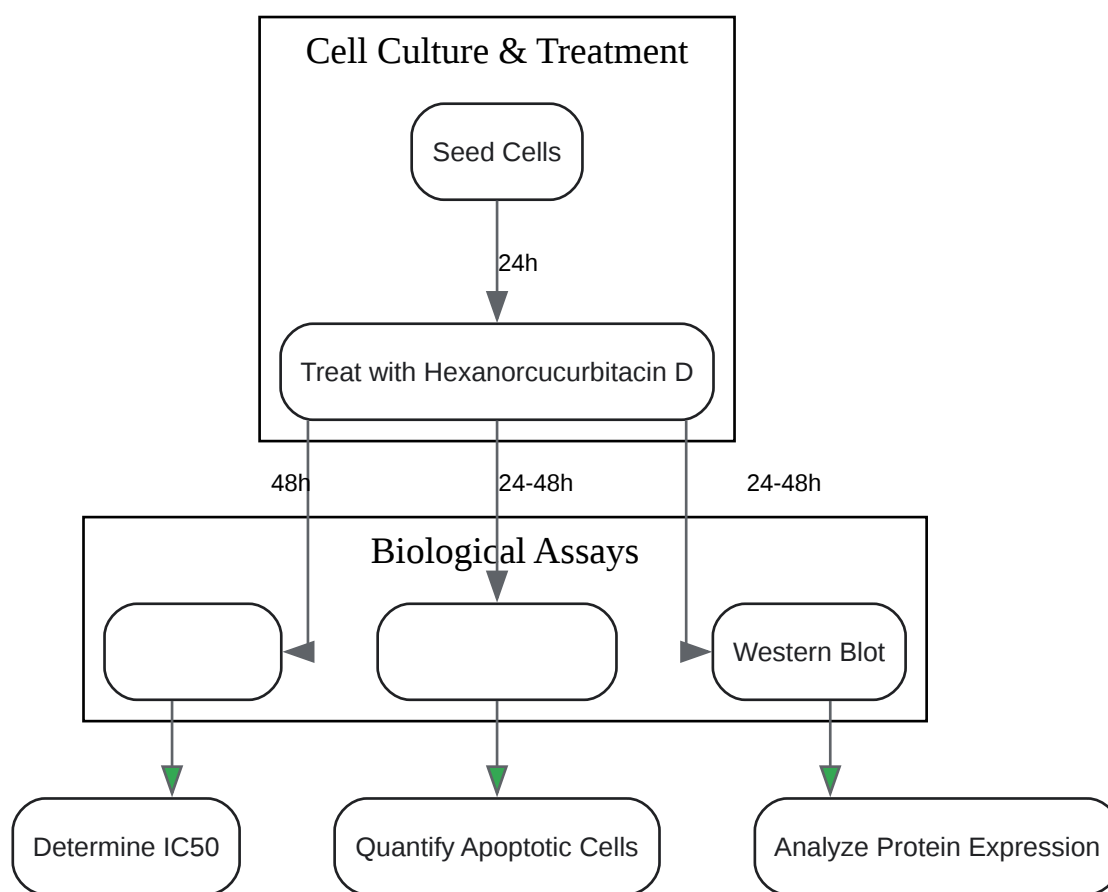 Cell Culture & Treatment
Seed Cells
24h
Treat with Hexanorcucurbitacin D
48h
24-48h
24-48h
Biological Assays
Western Blot
Determine IC50
Quantify Apoptotic Cells
Analyze Protein Expression